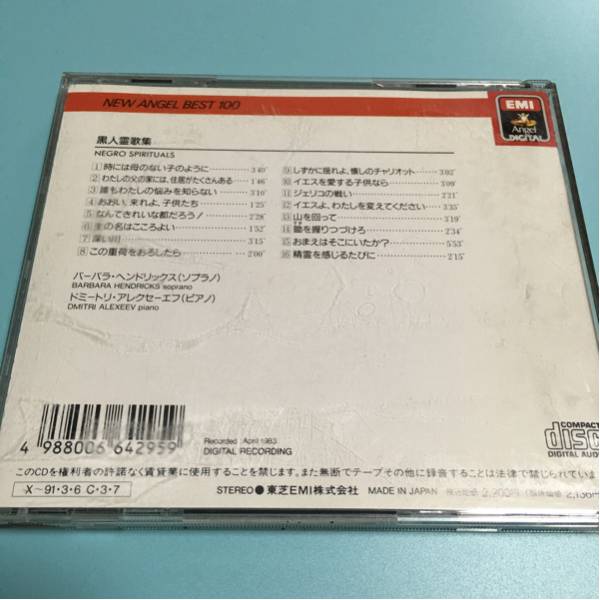 NEW ANGEL BEST 100
EMI
Angel
DIGITAL
黒人霊歌集
NEGRO SPIRITUALS
1 時には母のない子のように 3'40"
2 わたしの父の家には、住居がたくさんある 1'46"
3 誰もわたしの悩みを知らない 3'10"
4 おおい、来れよ、子供たち 1'25"
5 なんてきれいな都だろう! 2'28"
6 主の名はこころよい 1'52"
7 深い川 3'15"
8 この重荷をおろしたら 2'00"
9 しずかに揺れよ、懐しのチャリオット 3'02"
10 イエスを愛する子供なら 3'09"
11 ジェリコの戦い 2'31"
12 イエスよ、わたしを変えてください 3'35"
13 山を回って 3'19"
14 鋤を握りつづけろ 2'34"
15 おまえはそこにいたか? 5'53"
16 精霊を感じるたびに 2'15"
バーバラ・ヘンドリックス(ソプラノ)
BARBARA HENDRICKS soprano
ドミートリ・アレクセーエフ(ピアノ)
DMITRI ALEXEEV piano
4 988006 642959
Recorded : April 1983
DIGITAL RECORDING
COMPACT
disc
DIGITAL AUDIO
このCDを権利者の許諾なく賃貸業に使用することを禁じます。また無断でテープその他に録音することは法律で禁じられています。
X〜91・3・6 C・3・7
STEREO ● 東芝EMI株式会社 MADE IN JAPAN